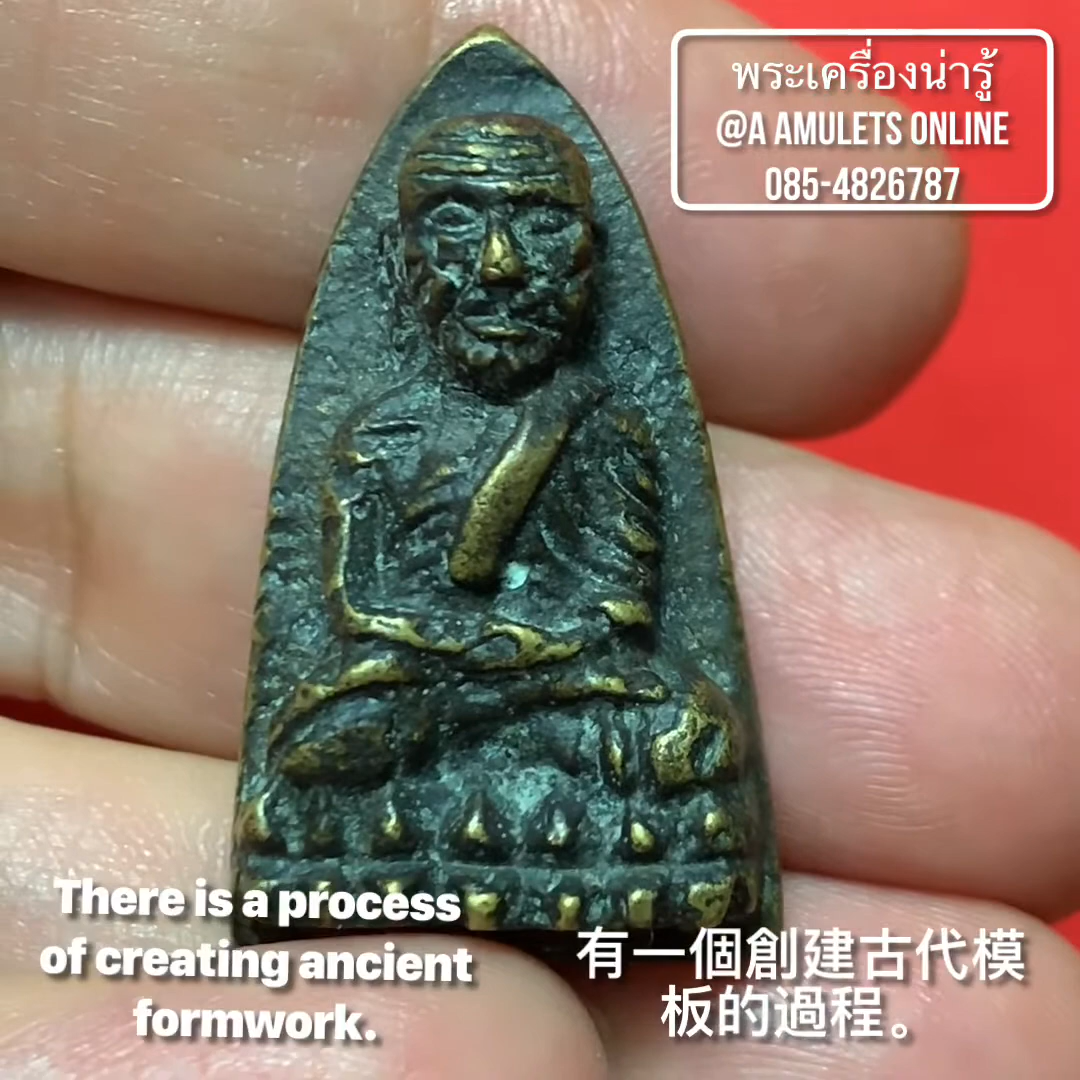 พระเครื่องน่ารู้
@A AMULETS ONLINE
085-4826787
There is a process
of creating ancient
formwork.
有一個創建古代模
板的過程。